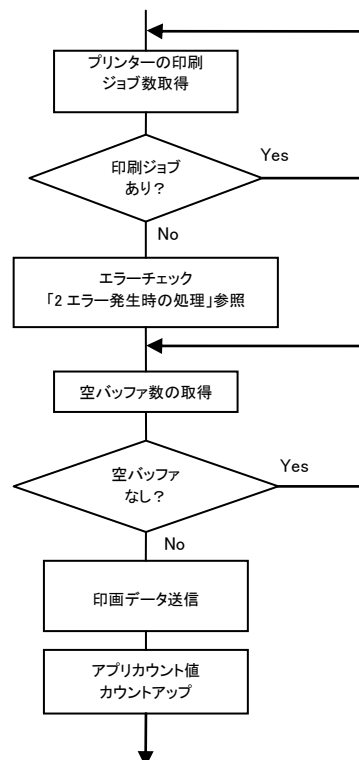 プリンターの印刷
ジョブ数取得
印刷ジョブ
あり?
Yes
No
エラーチェック
「2 エラー発生時の処理」参照
空バッファ数の取得
空バッファ
なし?
Yes
No
印画データ送信
アプリカウント値
カウントアップ